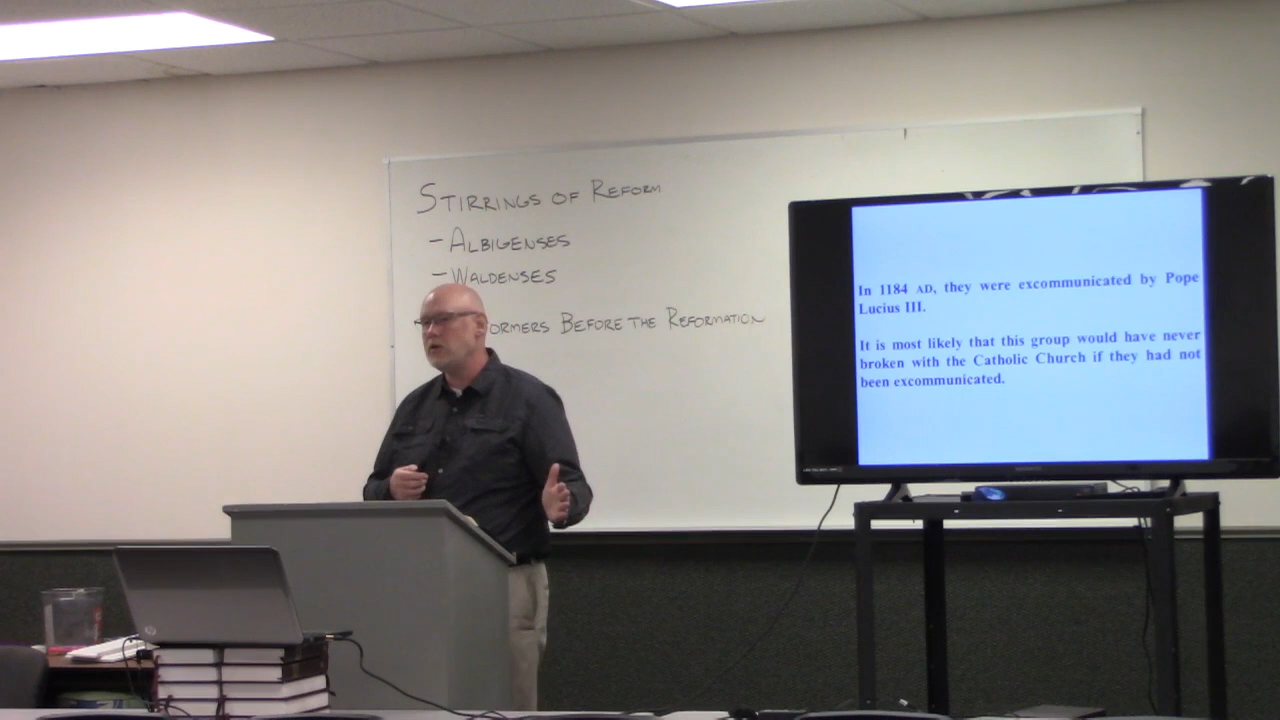 STIRRINGS OF REFORM
- ALBIGENSES
- WALDENSES
BEFORE THE REFORMATION
In 1184 AD, they were excommunicated by Pope
Lucius III.
It is most likely that this group would have never
broken with the Catholic Church if they had not
been excommunicated.
hp